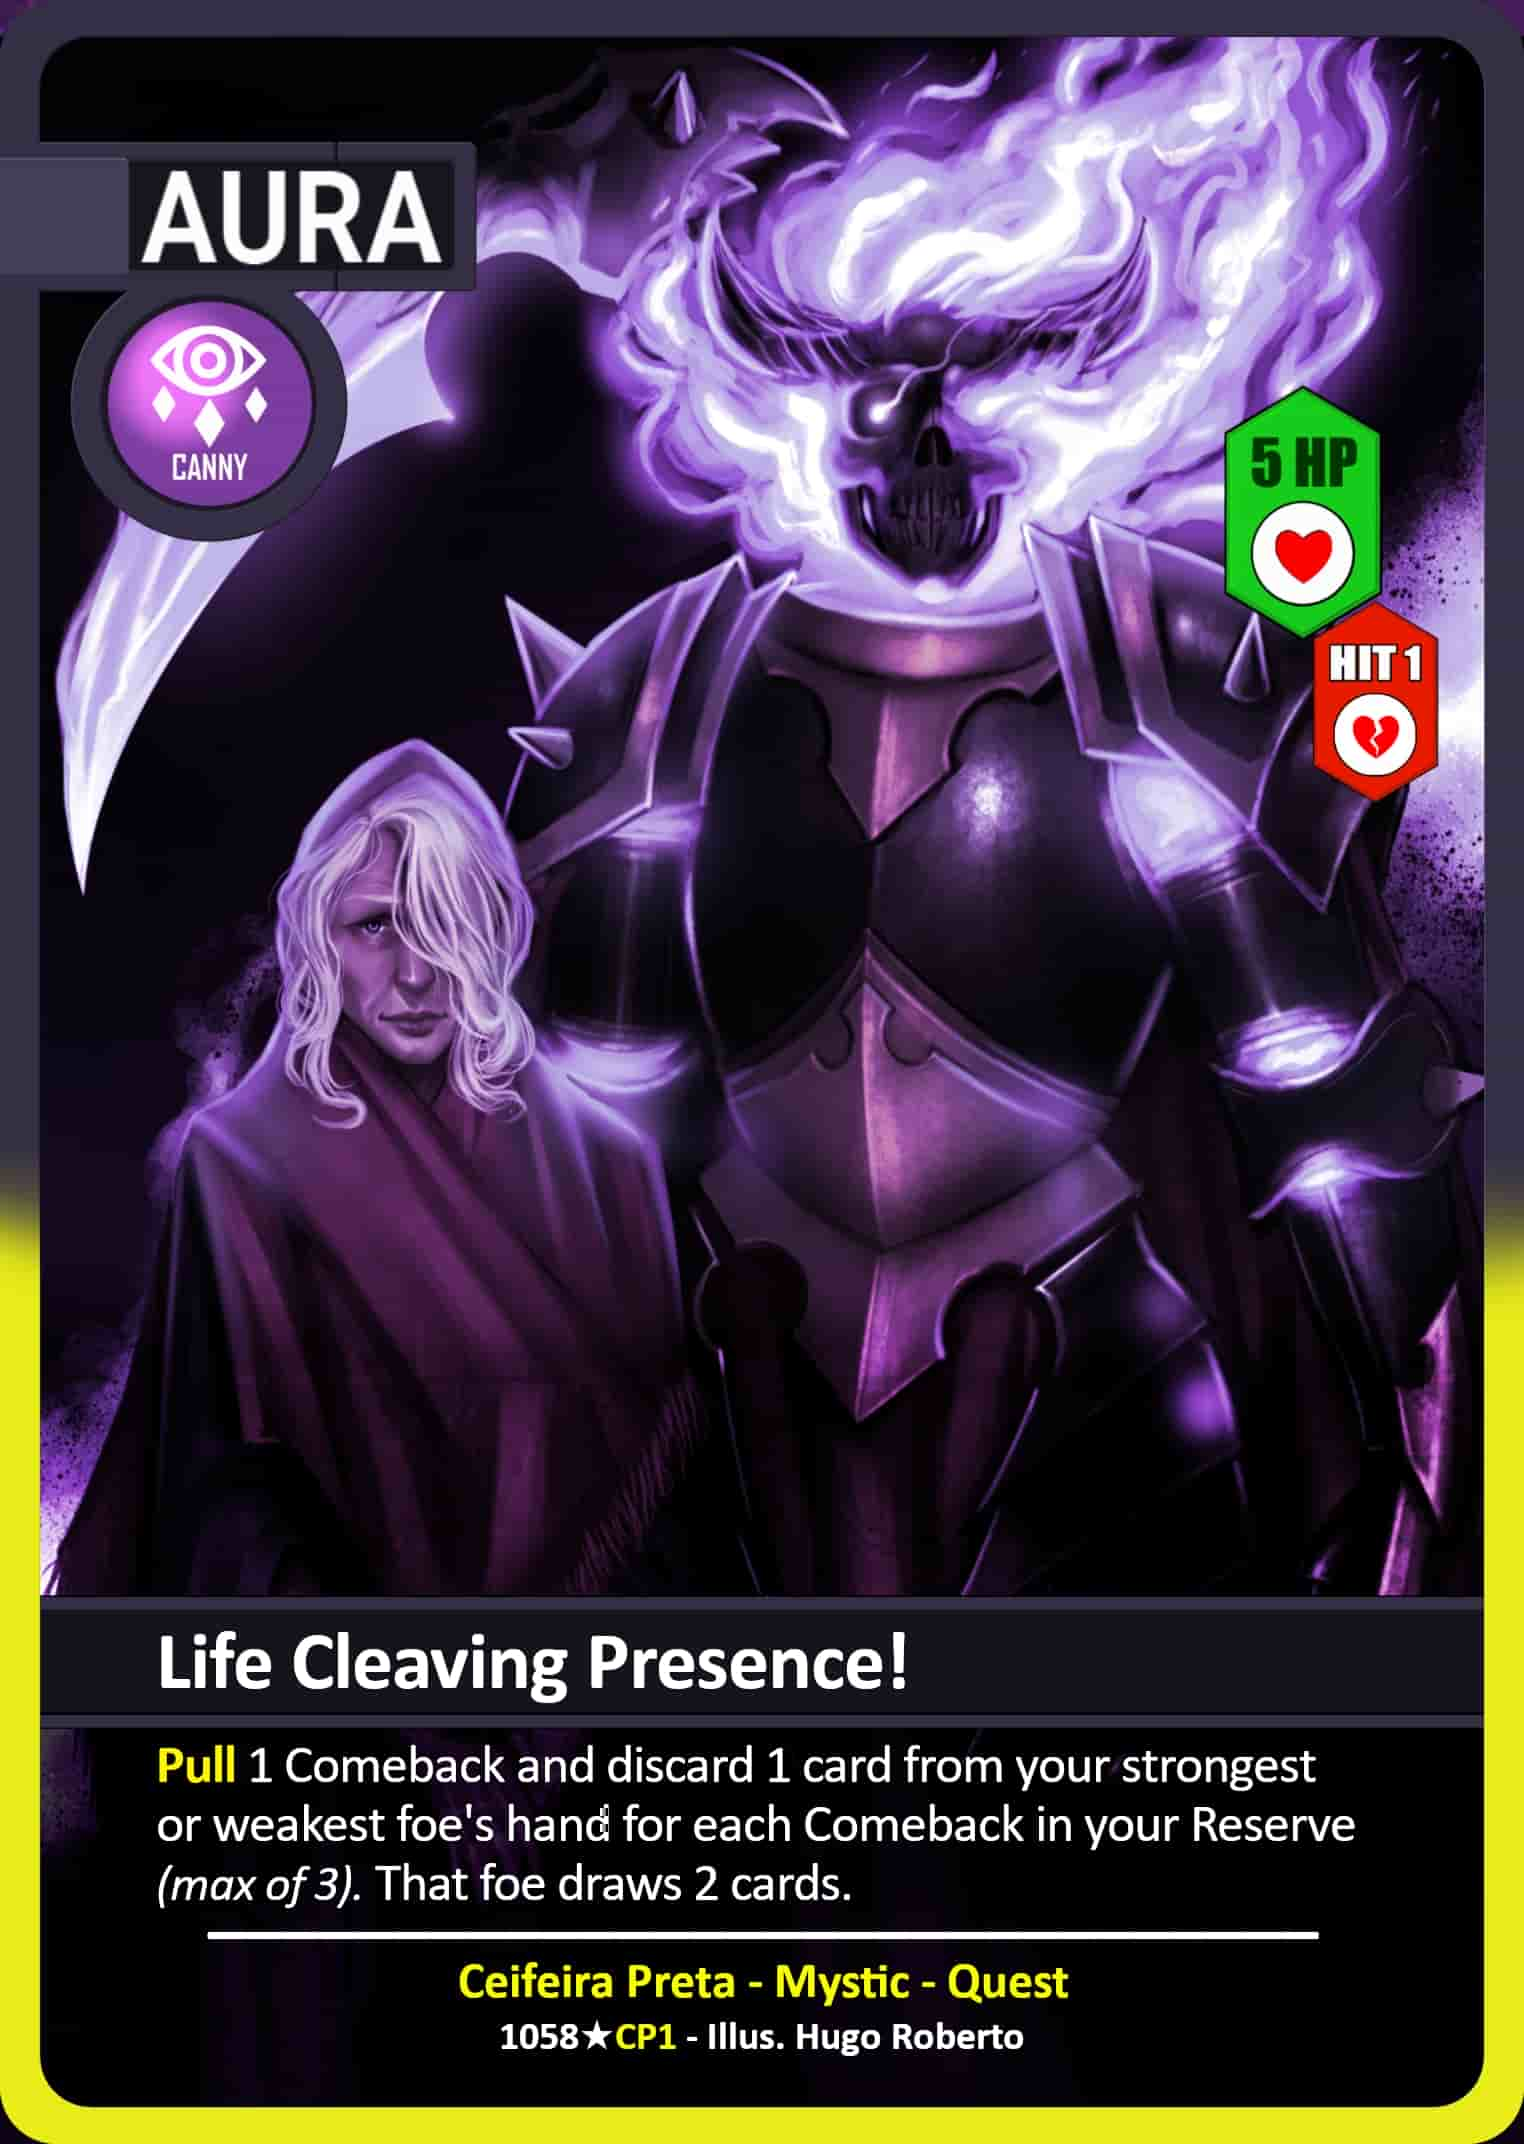 AURA
CANNY
5 HP
HIT 1
Life Cleaving Presence!
Pull 1 Comeback and discard 1 card from your strongest
or weakest foe's hand for each Comeback in your Reserve
(max of 3). That foe draws 2 cards.
Ceifeira Preta - Mystic - Quest
1058★CP1 - Illus. Hugo Roberto